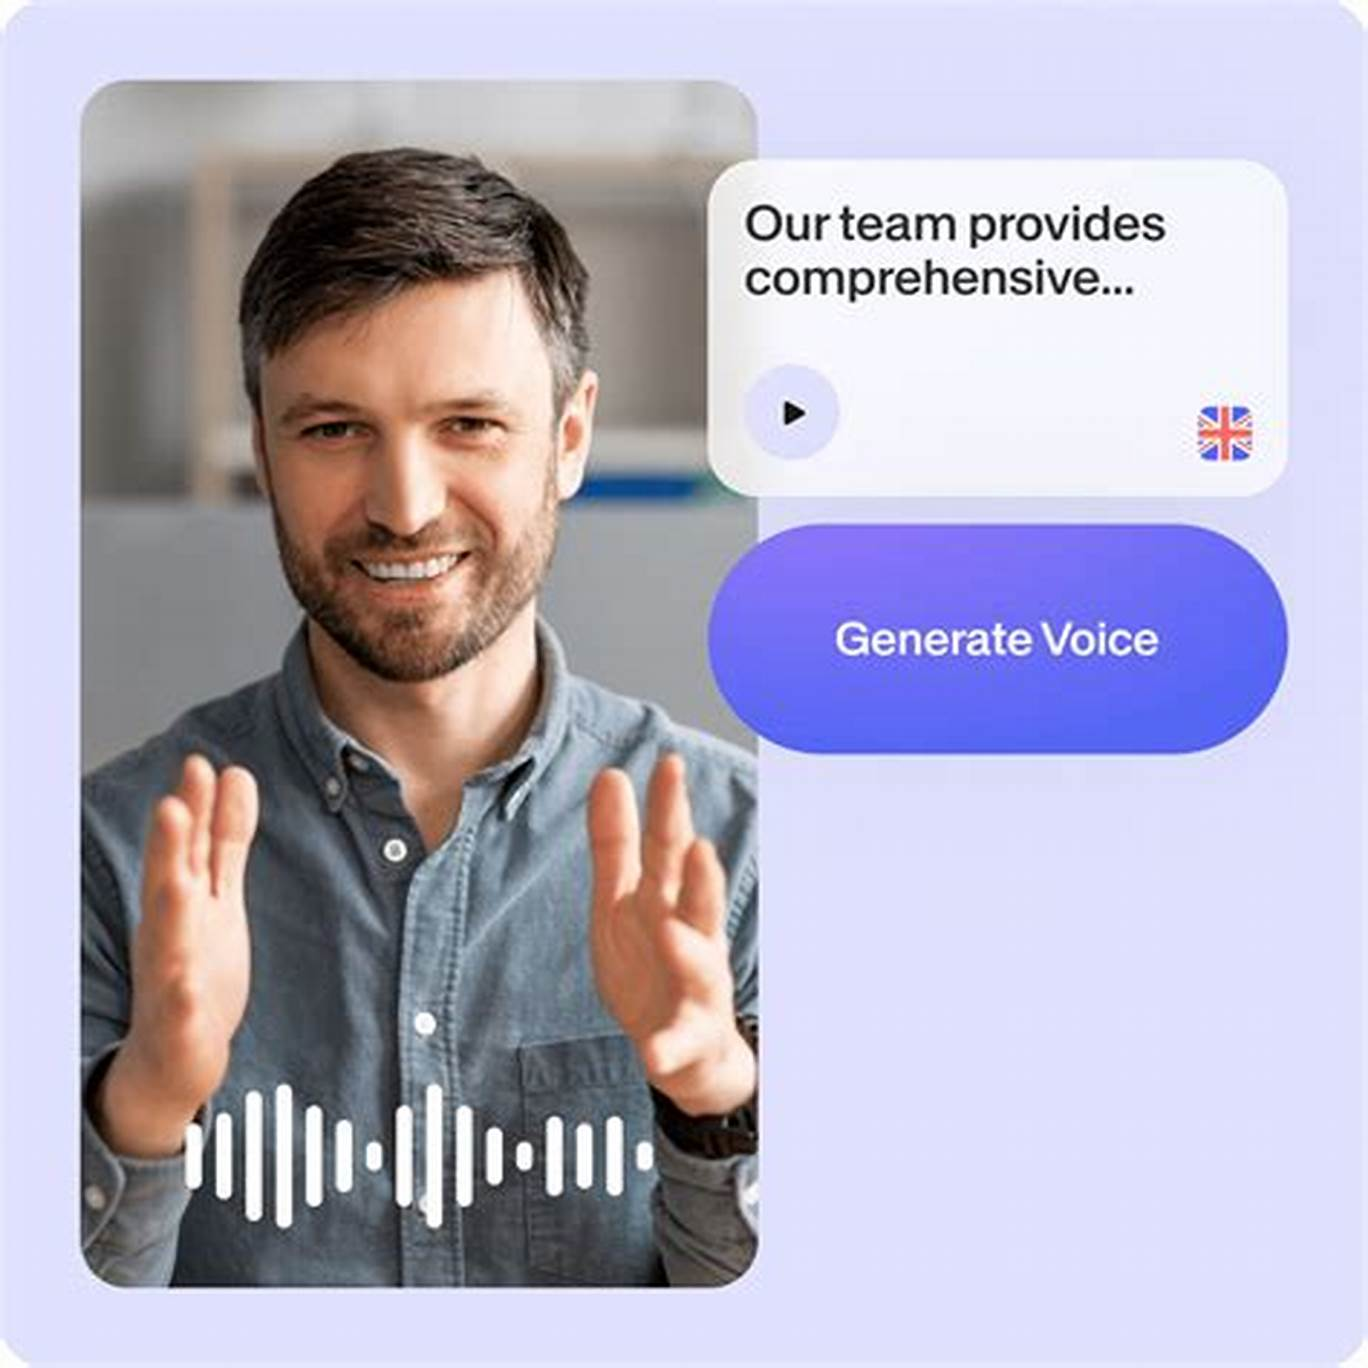 Our team provides
comprehensive...
Generate Voice